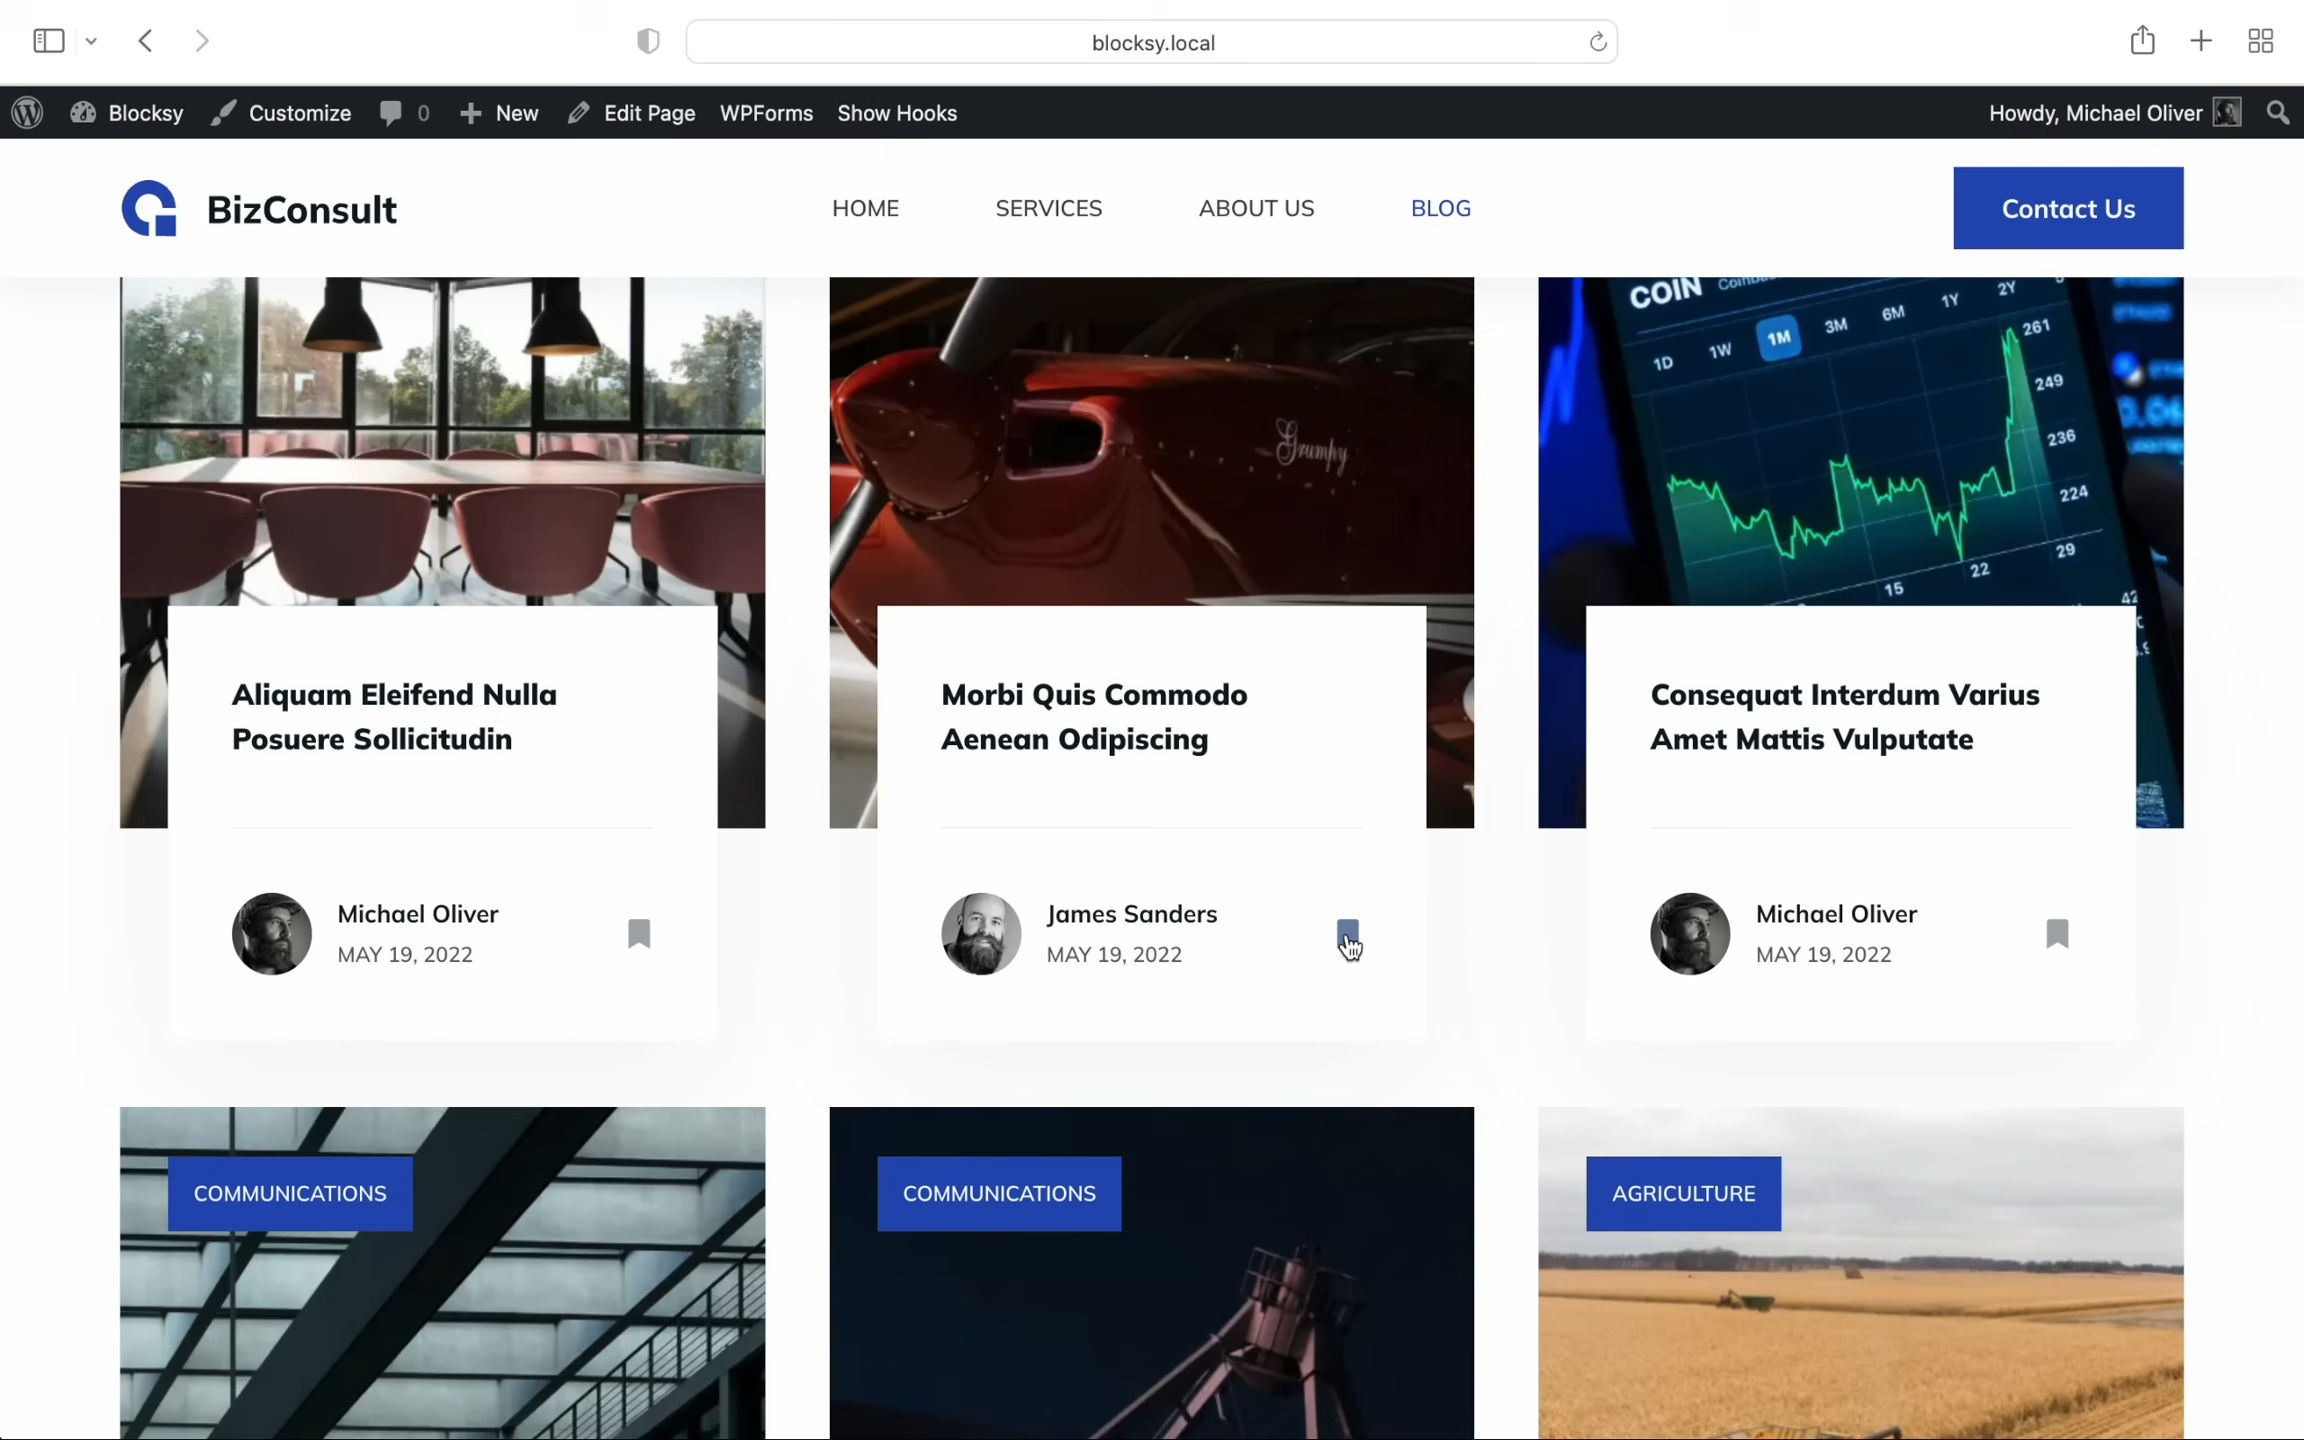 blocksy.local
Blocksy
Customize
0
New
Edit Page
WPForms
Show Hooks
Howdy, Michael Oliver
BizConsult
HOME
SERVICES
ABOUT US
BLOG
Contact Us
Grumpy
COIN
1D
1W
1M
3M
6M
1Y
2Y
261
249
236
224
15
22
29
Aliquam Eleifend Nulla
Posuere Sollicitudin
Morbi Quis Commodo
Aenean Odipiscing
Consequat Interdum Varius
Amet Mattis Vulputate
Michael Oliver
MAY 19, 2022
James Sanders
MAY 19, 2022
Michael Oliver
MAY 19, 2022
COMMUNICATIONS
COMMUNICATIONS
AGRICULTURE